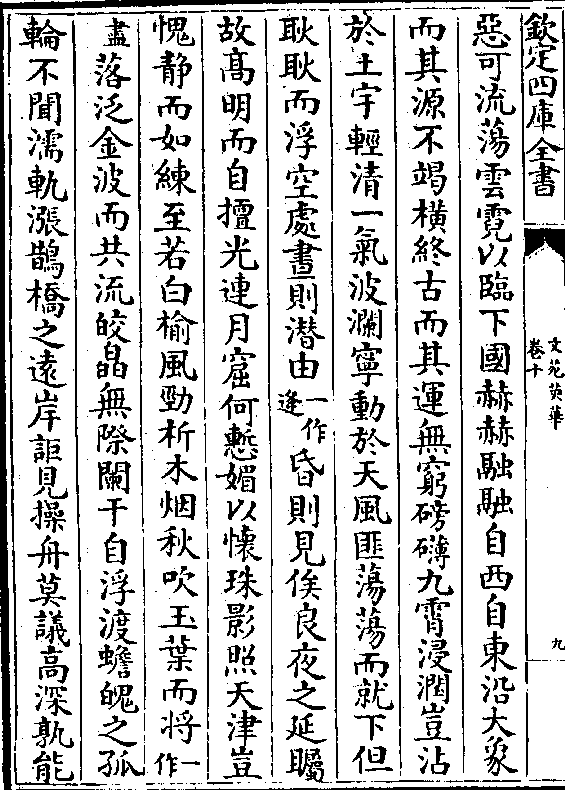 欽定四庫全書
文苑英華
卷十
九
惡可流蕩雲霓以臨下國赫赫融融自西自東沿大象
而其源不竭橫終古而其運無窮磅礴九霄浸潤豈沾
於土宇輕清一氣波瀾寧動於天風匪蕩蕩而就下但
耿耿而浮空處晝則潜由一作逢昏則見俟良夜之延矚
故髙明而自擅光連月窟何慙媚以懐珠影照天津豈
愧静而如練至若白榆風勁析木烟秋吹玉葉而将一作
盡落泛金波而共流皎皛無際闌干自浮渡蟾魄之孤
輪不聞濡軌漲鵲橋之遠岸詎見操舟莫議高深孰能